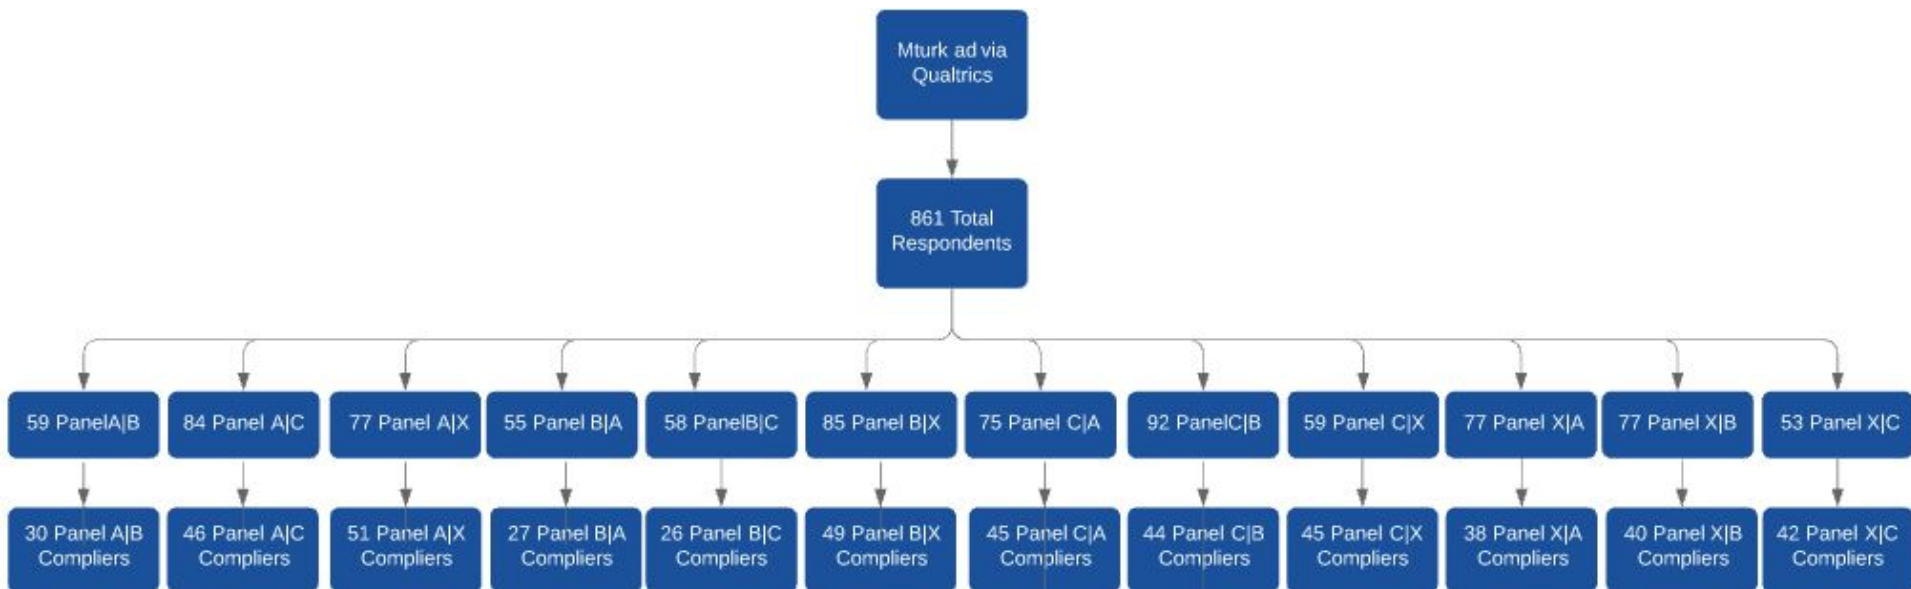 Mturk ad via
Qualtrics
861 Total
Respondents
59 PanelA|B
84 Panel A|C
77 Panel A|X
55 Panel B|A
58 PanelB|C
85 Panel B|X
75 Panel C|A
92 PanelC|B
59 Panel C|X
77 Panel X|A
77 Panel X|B
53 Panel X|C
30 Panel A|B
Compliers
46 Panel A|C
Compliers
51 Panel A|X
Compliers
27 Panel B|A
Compliers
26 Panel B|C
Compliers
49 Panel B|X
Compliers
45 Panel C|A
Compliers
44 Panel C|B
Compliers
45 Panel C|X
Compliers
38 Panel X|A
Compliers
40 Panel X|B
Compliers
42 Panel X|C
Compliers